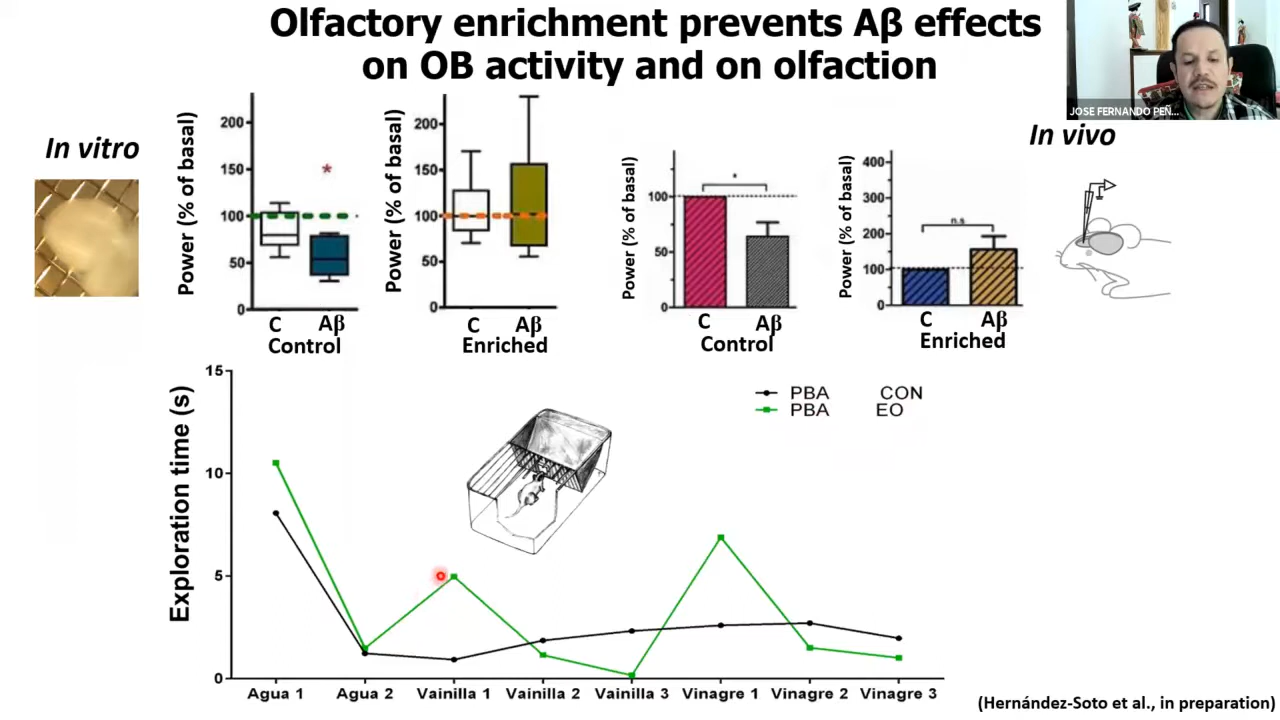 Olfactory enrichment prevents Aβ effects
on OB activity and on olfaction
JOSE FERNANDO PEÑ...
In vitro
In vivo
Power (% of basal)
200
150
100
50
0
*
C Aβ
Control
Power (% of basal)
200
150
100
50
0
C Aβ
Enriched
Power (% of basal)
100
50
0
*
C Aβ
Control
Power (% of basal)
400
300
200
100
0
n.s
C Aβ
Enriched
Exploration time (s)
15
10
5
0
PBA CON
PBA EO
Agua 1 Agua 2 Vainilla 1 Vainilla 2 Vainilla 3 Vinagre 1 Vinagre 2 Vinagre 3
(Hernández-Soto et al., in preparation)